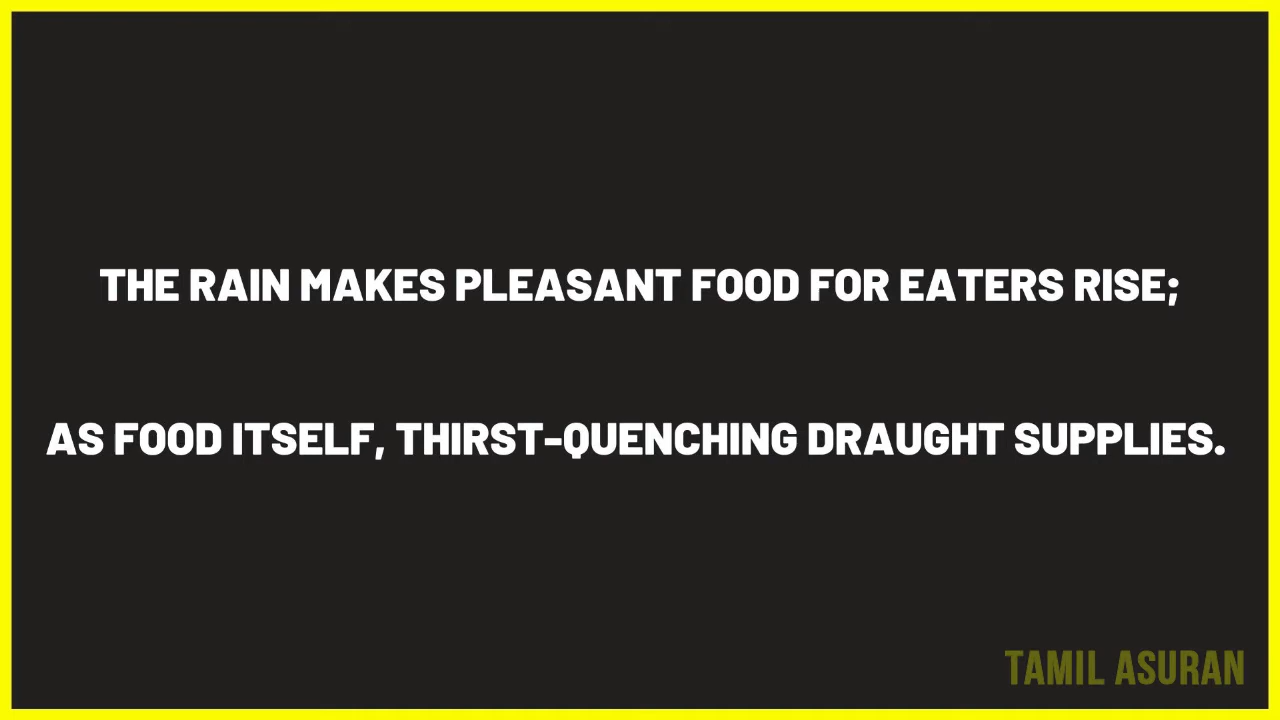 THE RAIN MAKES PLEASANT FOOD FOR EATERS RISE;
AS FOOD ITSELF, THIRST-QUENCHING DRAUGHT SUPPLIES.
TAMIL ASURAN